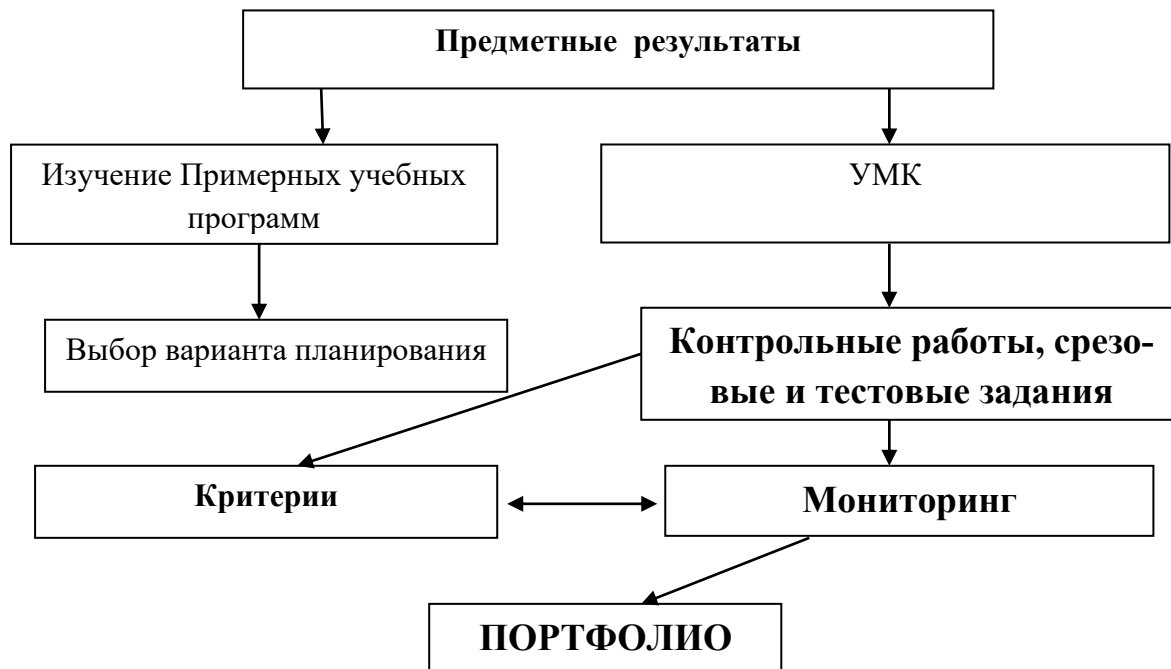 Предметные результаты
Изучение Примерных учебных
программ
УМК
Выбор варианта планирования
Контрольные работы, срезо-
вые и тестовые задания
Критерии
Мониторинг
ПОРТФОЛИО